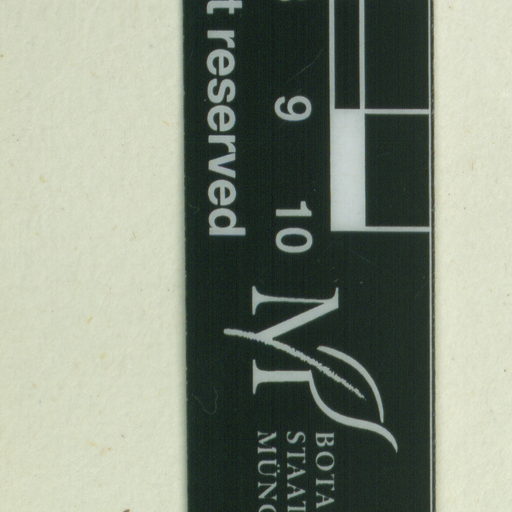 t reserved
9 10
M
BOTA
STAAT
MÜNC